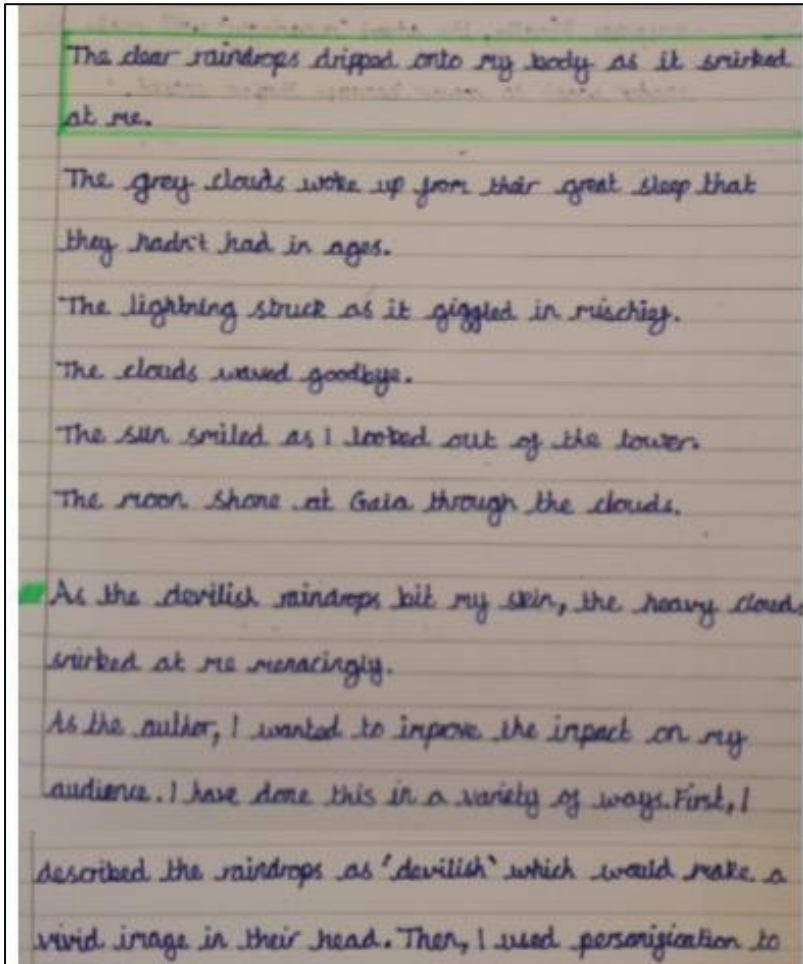 The clear raindrops dripped onto my body as it smirked
at me.
The grey clouds woke up from their great sleep that
they hadn't had in ages.
The lightning struck as it giggled in mischief.
The clouds waved goodbye.
The sun smiled as I looked out of the tower.
The moon shone at Gaia through the clouds.
As the devilish raindrops bit my skin, the heavy clouds
smirked at me menacingly.
As the author, I wanted to improve the impact on my
audience. I have done this in a variety of ways. First, I
described the raindrops as 'devilish' which would make a
vivid image in their head. Then, I used personification to